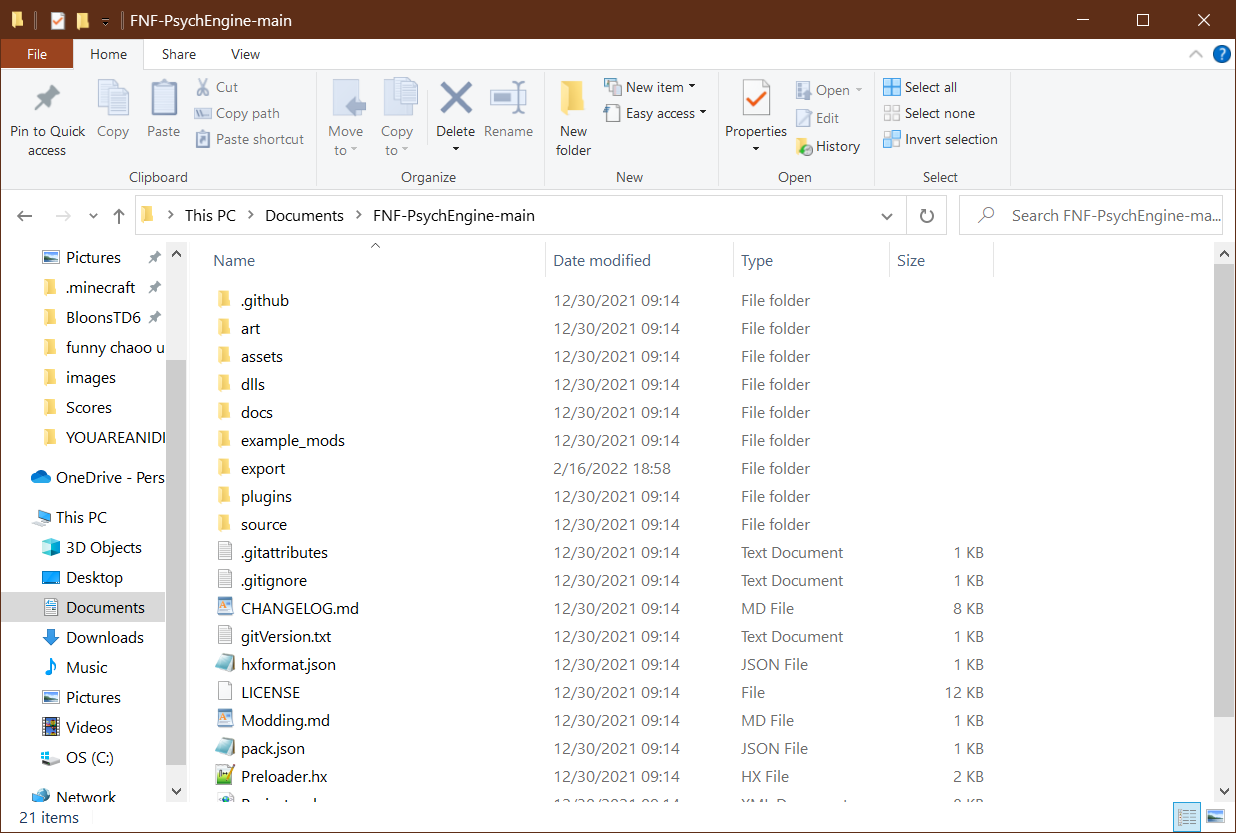 FNF-PsychEngine-main
File Home Share View
Pin to Quick access
Copy
Paste
Cut
Copy path
Paste shortcut
Clipboard
Move to
Copy to
Delete
Rename
Organize
New folder
New item
Easy access
New
Properties
Open
Edit
History
Open
Select all
Select none
Invert selection
Select
This PC > Documents > FNF-PsychEngine-main
Search FNF-PsychEngine-ma...
Pictures
.minecraft
BloonsTD6
funny chaoo u
images
Scores
YOUAREANIDI
OneDrive - Pers
This PC
3D Objects
Desktop
Documents
Downloads
Music
Pictures
Videos
OS (C:)
Network
Name Date modified Type Size
.github 12/30/2021 09:14 File folder
art 12/30/2021 09:14 File folder
assets 12/30/2021 09:14 File folder
dlls 12/30/2021 09:14 File folder
docs 12/30/2021 09:14 File folder
example_mods 12/30/2021 09:14 File folder
export 2/16/2022 18:58 File folder
plugins 12/30/2021 09:14 File folder
source 12/30/2021 09:14 File folder
.gitattributes 12/30/2021 09:14 Text Document 1 KB
.gitignore 12/30/2021 09:14 Text Document 1 KB
CHANGELOG.md 12/30/2021 09:14 MD File 8 KB
gitVersion.txt 12/30/2021 09:14 Text Document 1 KB
hxformat.json 12/30/2021 09:14 JSON File 1 KB
LICENSE 12/30/2021 09:14 File 12 KB
Modding.md 12/30/2021 09:14 MD File 1 KB
pack.json 12/30/2021 09:14 JSON File 1 KB
Preloader.hx 12/30/2021 09:14 HX File 2 KB
21 items